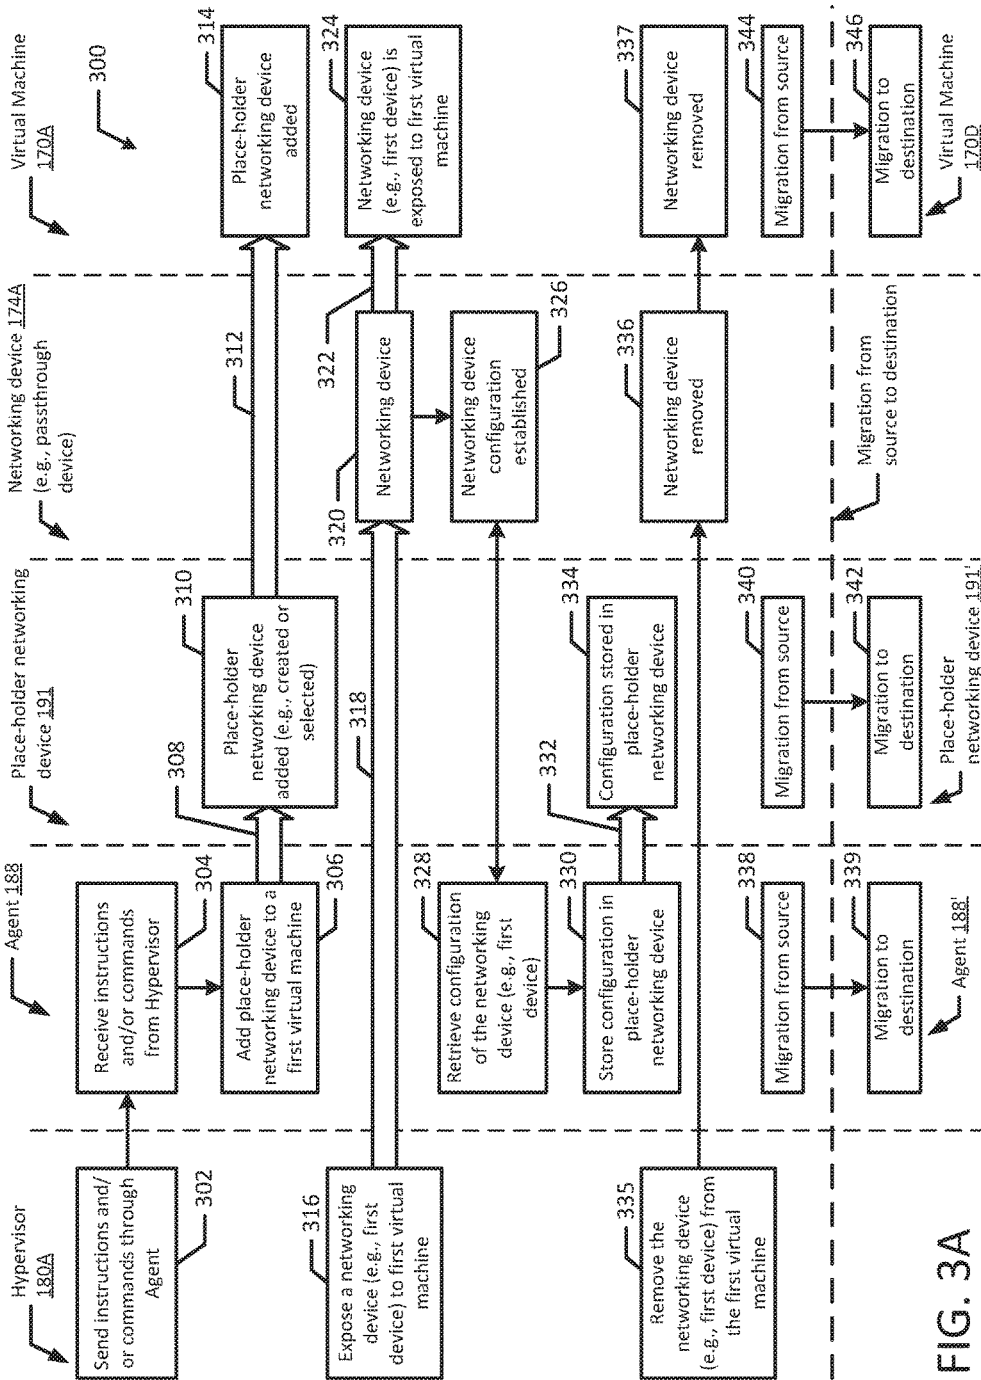 Hypervisor
180A
Agent 188
Place-holder networking
device 191
Networking device 174A
(e.g., passthrough
device)
Virtual Machine
170A
300
Send instructions and/
or commands through
Agent
302
Receive instructions
and/or commands
from Hypervisor
304
Add place-holder
networking device to a
first virtual machine
306
308
Place-holder
networking device
added (e.g., created or
selected)
310
312
Place-holder
networking device
added
314
Expose a networking
device (e.g., first
device) to first virtual
machine
316
318
Networking device
320
322
Networking device
(e.g., first device) is
exposed to first virtual
machine
324
Networking device
configuration
established
326
Retrieve configuration
of the networking
device (e.g., first
device)
328
Store configuration in
place-holder
networking device
330
332
Configuration stored in
place-holder
networking device
334
Remove the
networking device
(e.g., first device) from
the first virtual
machine
335
Networking device
removed
336
Networking device
removed
337
Migration from source
338
Migration from source
340
Migration from source
344
Migration to
destination
339
Migration to
destination
342
Migration from
source to destination
Migration to
destination
346
Agent 188'
Place-holder
networking device 191'
Virtual Machine
170D
FIG. 3A